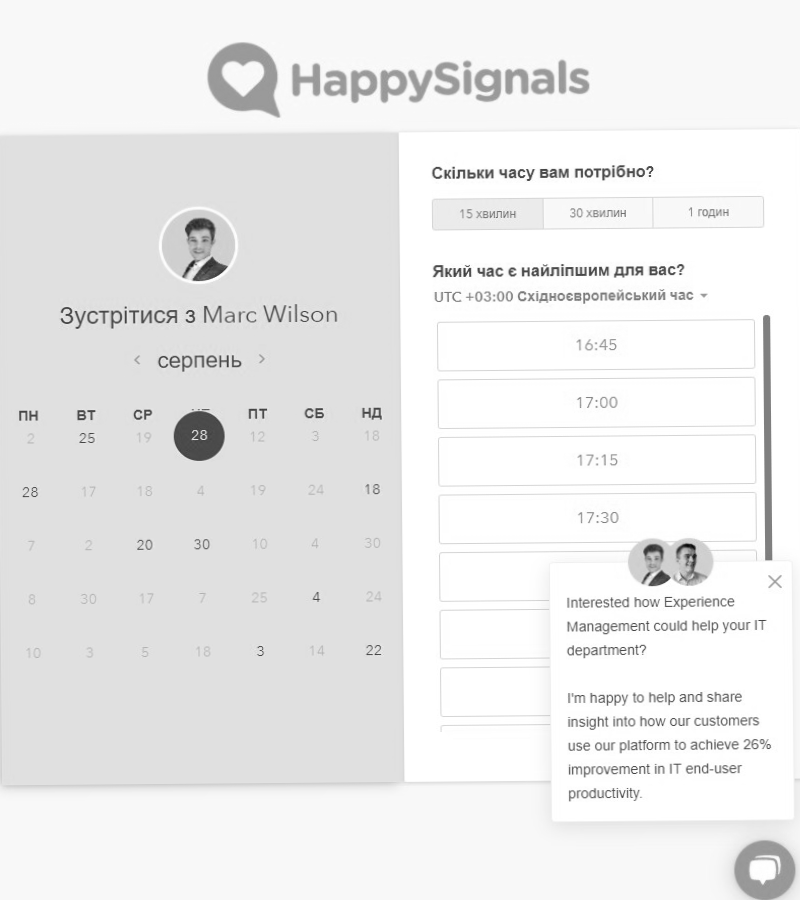 HappySignals
Зустрітися з Marc Wilson
серпень
ПН ВТ СР ЧТ ПТ СБ НД
2 25 19 28 12 3 18
28 17 18 4 19 24 18
7 2 20 30 10 4 30
8 30 17 7 25 4 24
10 3 5 18 3 14 22
Скільки часу вам потрібно?
15 хвилин 30 хвилин 1 годин
Який час є найліпшим для вас?
UTC +03:00 Східноєвропейський час
16:45
17:00
17:15
17:30
Interested how Experience
Management could help your IT
department?
I'm happy to help and share
insight into how our customers
use our platform to achieve 26%
improvement in IT end-user
productivity.